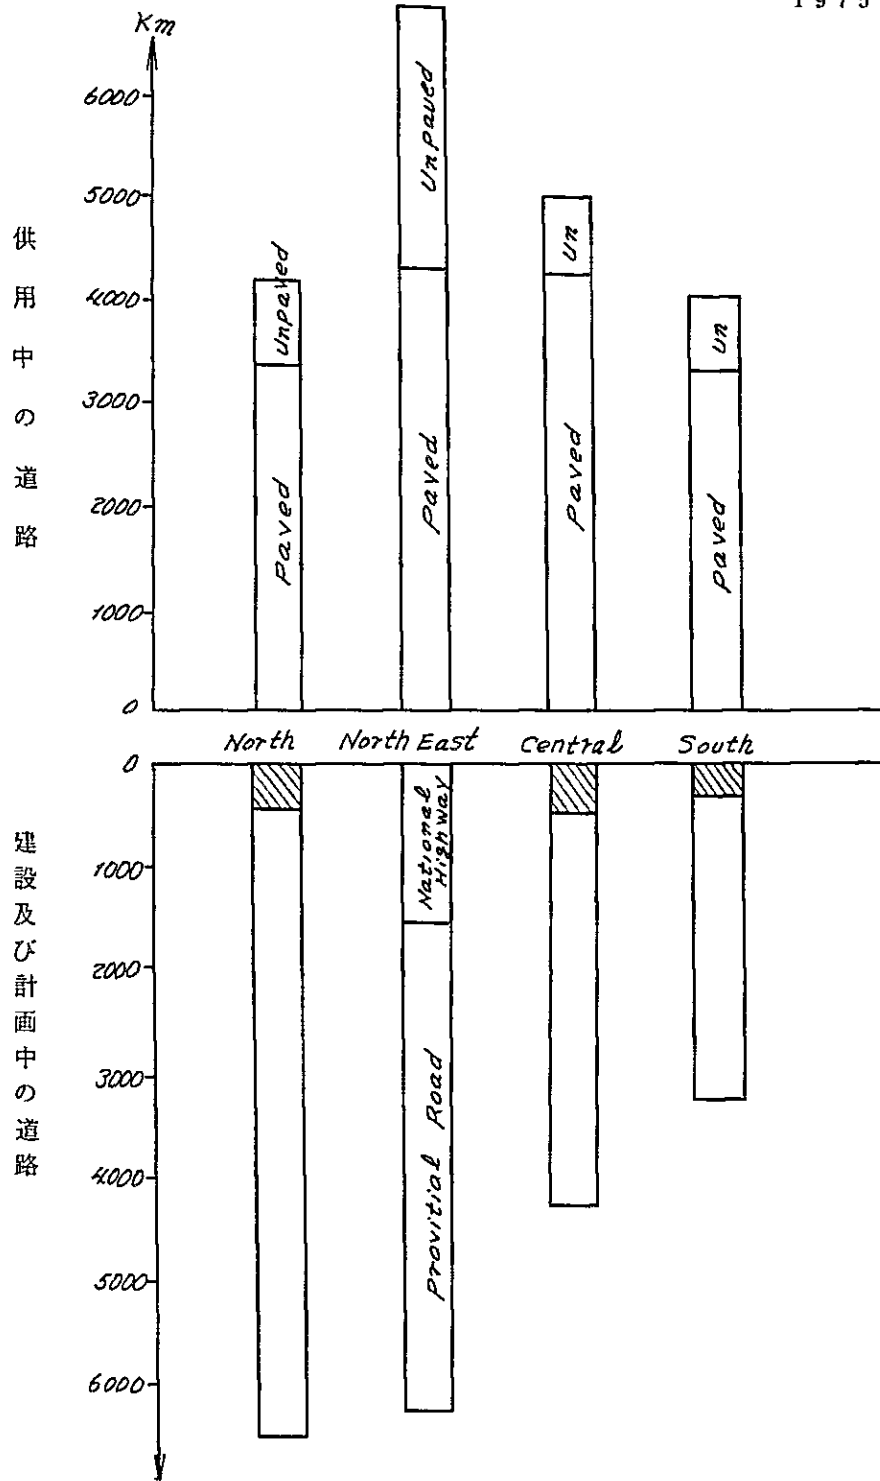 1975
Km
6000
5000
4000
3000
2000
1000
0
供用中の道路
Unpaved
Paved
Unpaved
Paved
Un
Paved
Un
Paved
North
North East
Central
South
0
1000
2000
3000
4000
5000
6000
建設及び計画中の道路
National
Highway
Provitial Road